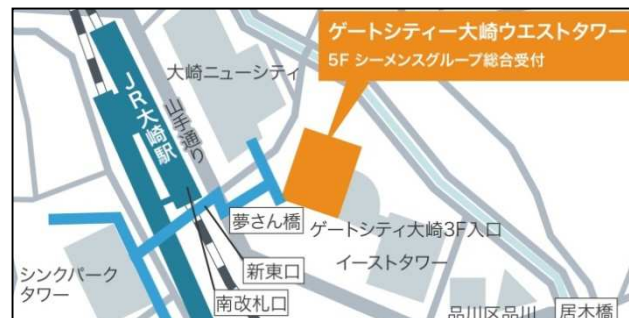 ゲートシティー大崎ウエストタワー
5F シーメンスグループ総合受付
大崎ニューシティ
JR大崎駅
山手通り
夢さん橋
ゲートシティ大崎3F入口
イーストタワー
新東口
シンクパーク
タワー
南改札口
品川区品川
居木橋